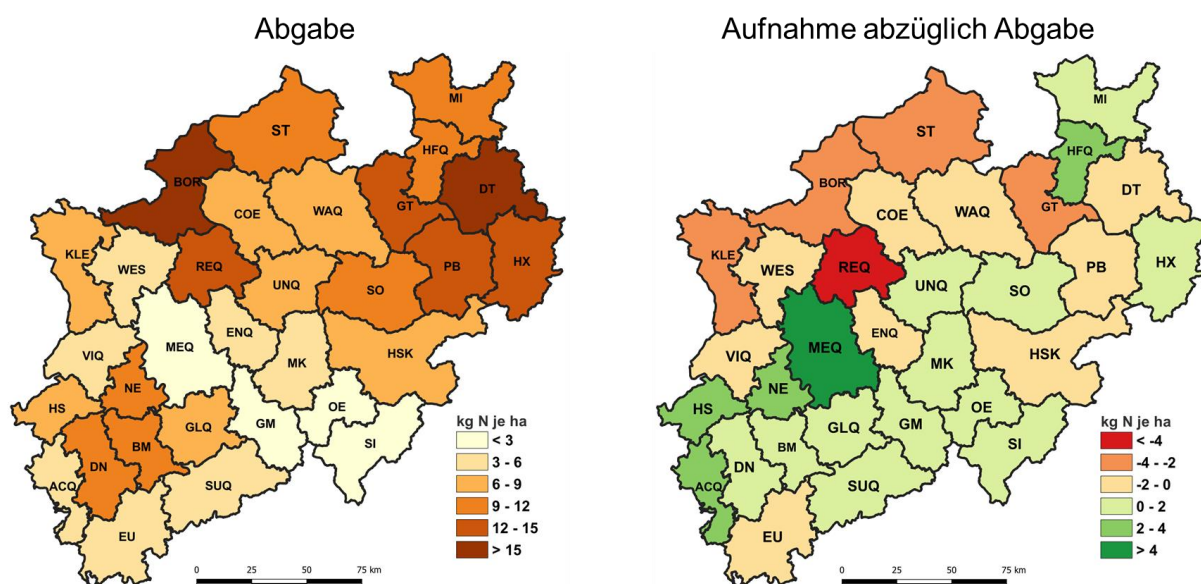 Abgabe
MI
ST
HFQ
BOR
DT
COE
WAQ
GT
KLE
WES
REQ
PB
HX
UNQ
SO
ENQ
MEQ
HSK
VIQ
MK
NE
HS
OE
GLQ
GM
BM
SI
DN
ACQ
SUQ
EU
kg N je ha
< 3
3 - 6
6 - 9
9 - 12
12 - 15
> 15
0 25 50 75 km
Aufnahme abzüglich Abgabe
MI
ST
HFQ
BOR
DT
GT
COE
WAQ
KLE
WES
REQ
PB
HX
UNQ
SO
ENQ
MEQ
HSK
VIQ
MK
NE
HS
OE
GLQ
GM
SI
BM
DN
ACQ
SUQ
EU
kg N je ha
< -4
-4 - -2
-2 - 0
0 - 2
2 - 4
> 4
0 25 50 75 km